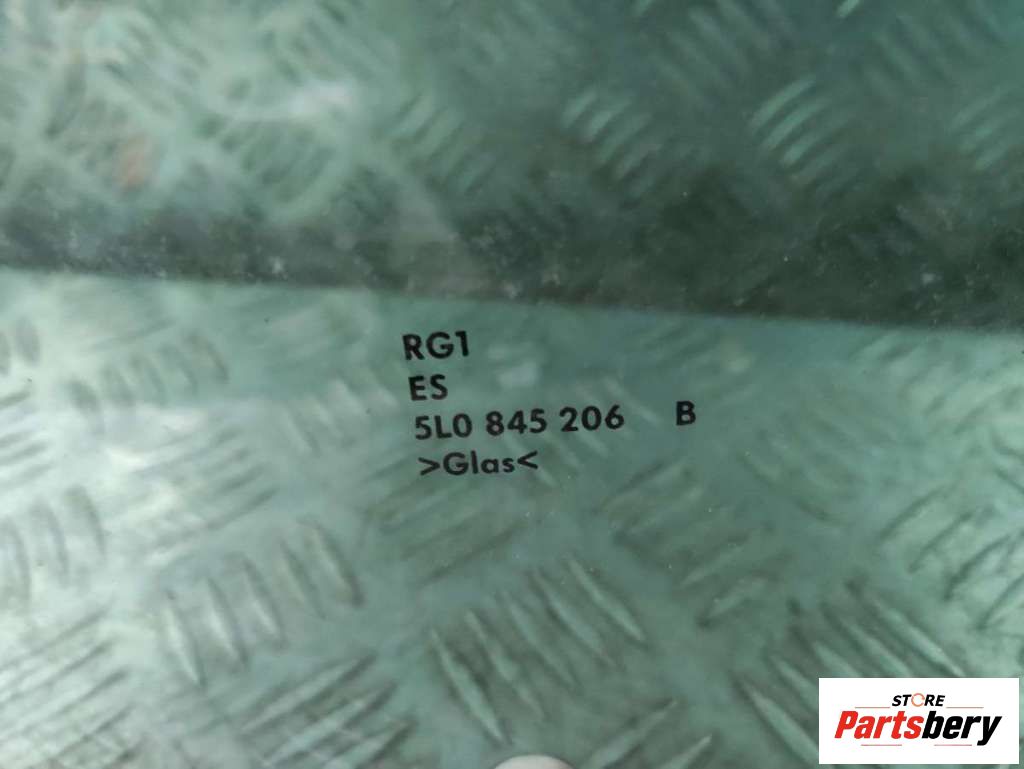 RG1
ES
5L0 845 206 B
>Glas<
STORE
Partsbery